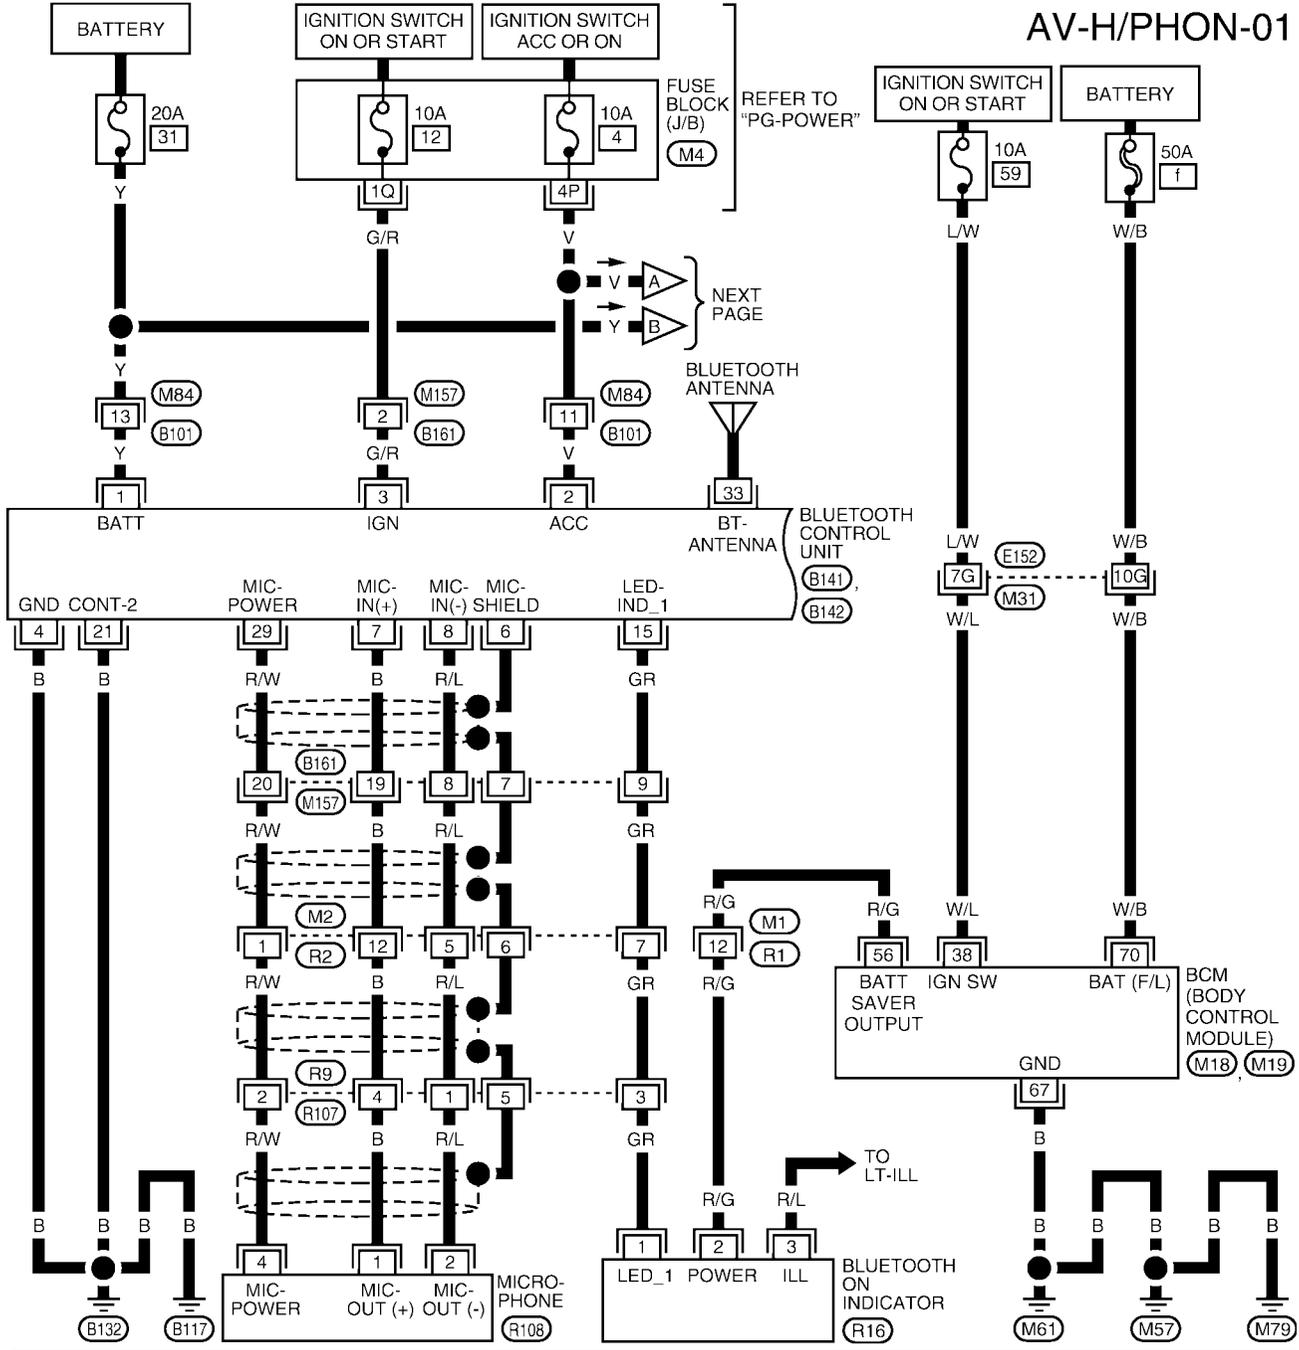 AV-H/PHON-01
BATTERY
IGNITION SWITCH
ON OR START
IGNITION SWITCH
ACC OR ON
IGNITION SWITCH
ON OR START
BATTERY
20A
31
10A
12
10A
4
FUSE
BLOCK
(J/B)
M4
REFER TO
“PG-POWER”
10A
59
50A
f
1Q
4P
Y
G/R
V
L/W
W/B
V
A
Y
B
NEXT
PAGE
Y
BLUETOOTH
ANTENNA
13
M84
B101
2
M157
B161
11
M84
B101
Y
G/R
V
1
3
2
33
BATT
IGN
ACC
BT-
ANTENNA
BLUETOOTH
CONTROL
UNIT
B141 ,
B142
L/W
W/B
7G
E152
M31
10G
W/L
W/B
GND
CONT-2
MIC-
POWER
MIC-
IN(+)
MIC-
IN(-)
MIC-
SHIELD
LED-
IND_1
4
21
29
7
8
6
15
B
B
R/W
B
R/L
GR
B161
M157
20
19
8
7
9
R/W
B
R/L
GR
M2
R2
1
12
5
6
7
R/W
B
R/L
GR
R/G
12
M1
R1
R/G
R/G
W/L
W/B
56
38
70
BATT
SAVER
OUTPUT
IGN SW
BAT (F/L)
BCM
(BODY
CONTROL
MODULE)
M18 , M19
GND
67
R9
R107
2
4
1
5
3
R/W
B
R/L
GR
B
TO
LT-ILL
R/G
R/L
B
B
B
B
B
B
B
B
B
4
1
2
1
2
3
MIC-
POWER
MIC-
OUT (+)
MIC-
OUT (-)
MICRO-
PHONE
R108
LED_1
POWER
ILL
BLUETOOTH
ON
INDICATOR
R16
B132
B117
M61
M57
M79